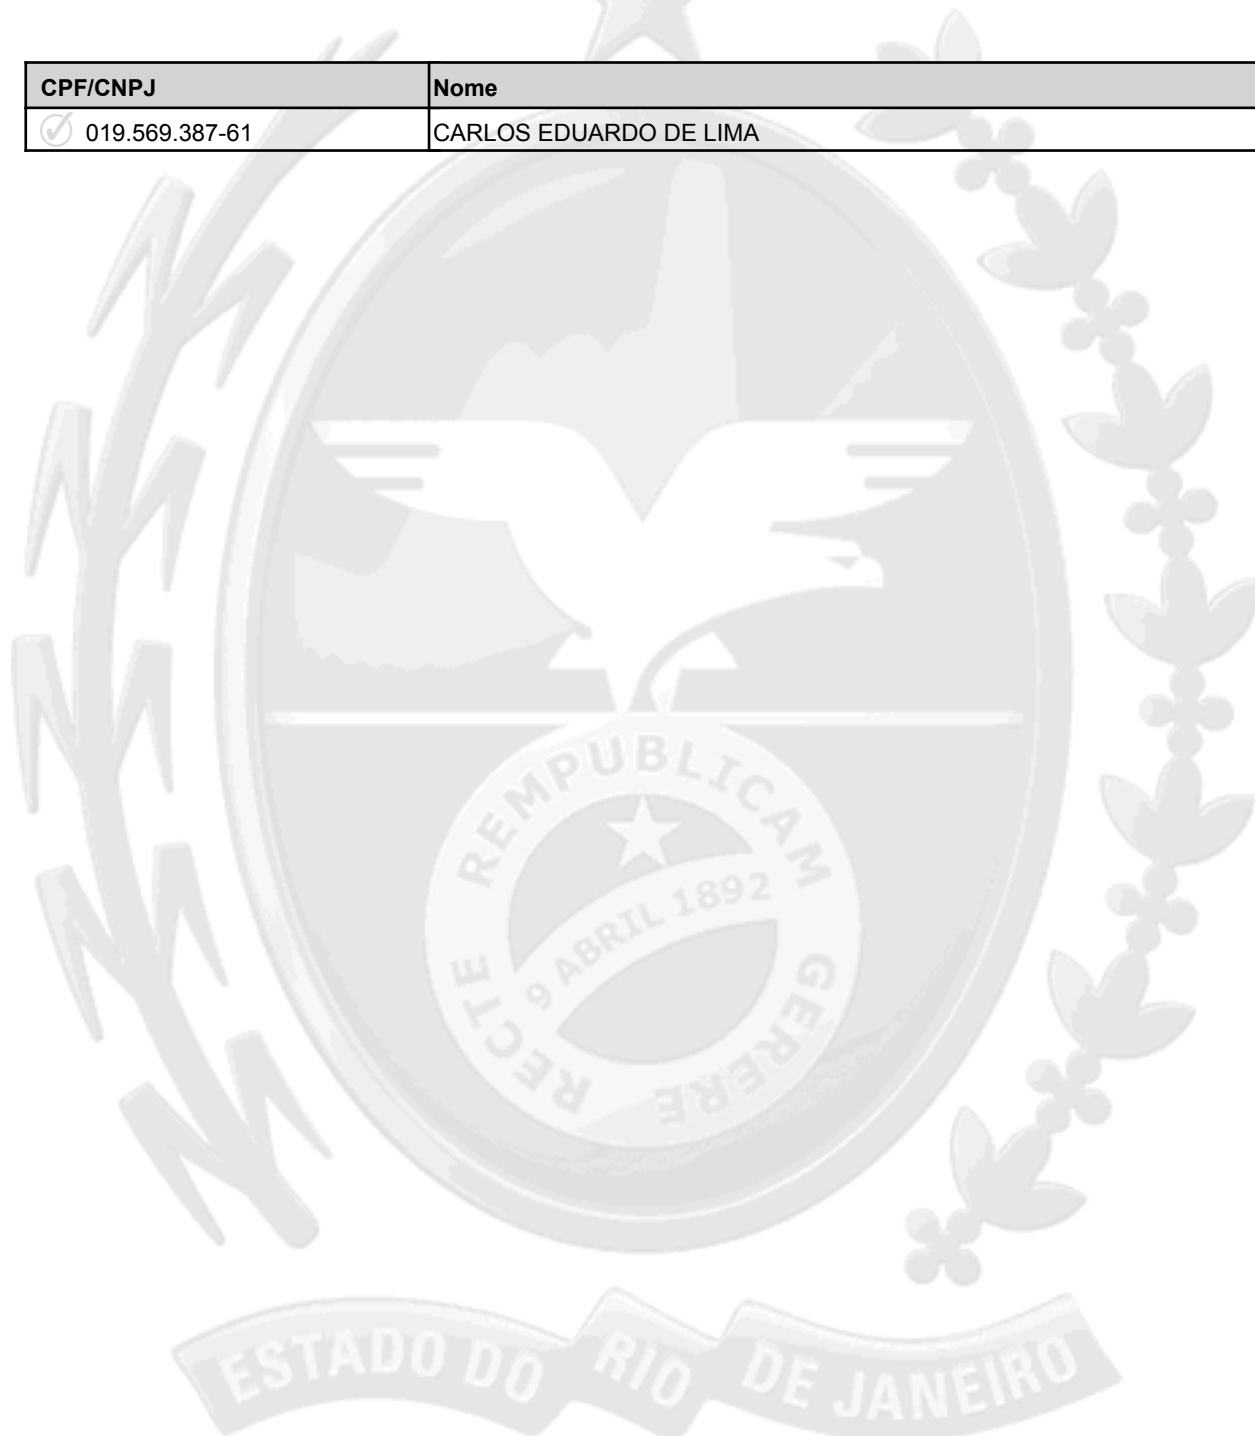 CPF/CNPJ Nome
019.569.387-61 CARLOS EDUARDO DE LIMA
RECTE REMPUBLICAM GERERE
9 ABRIL 1892
ESTADO DO RIO DE JANEIRO